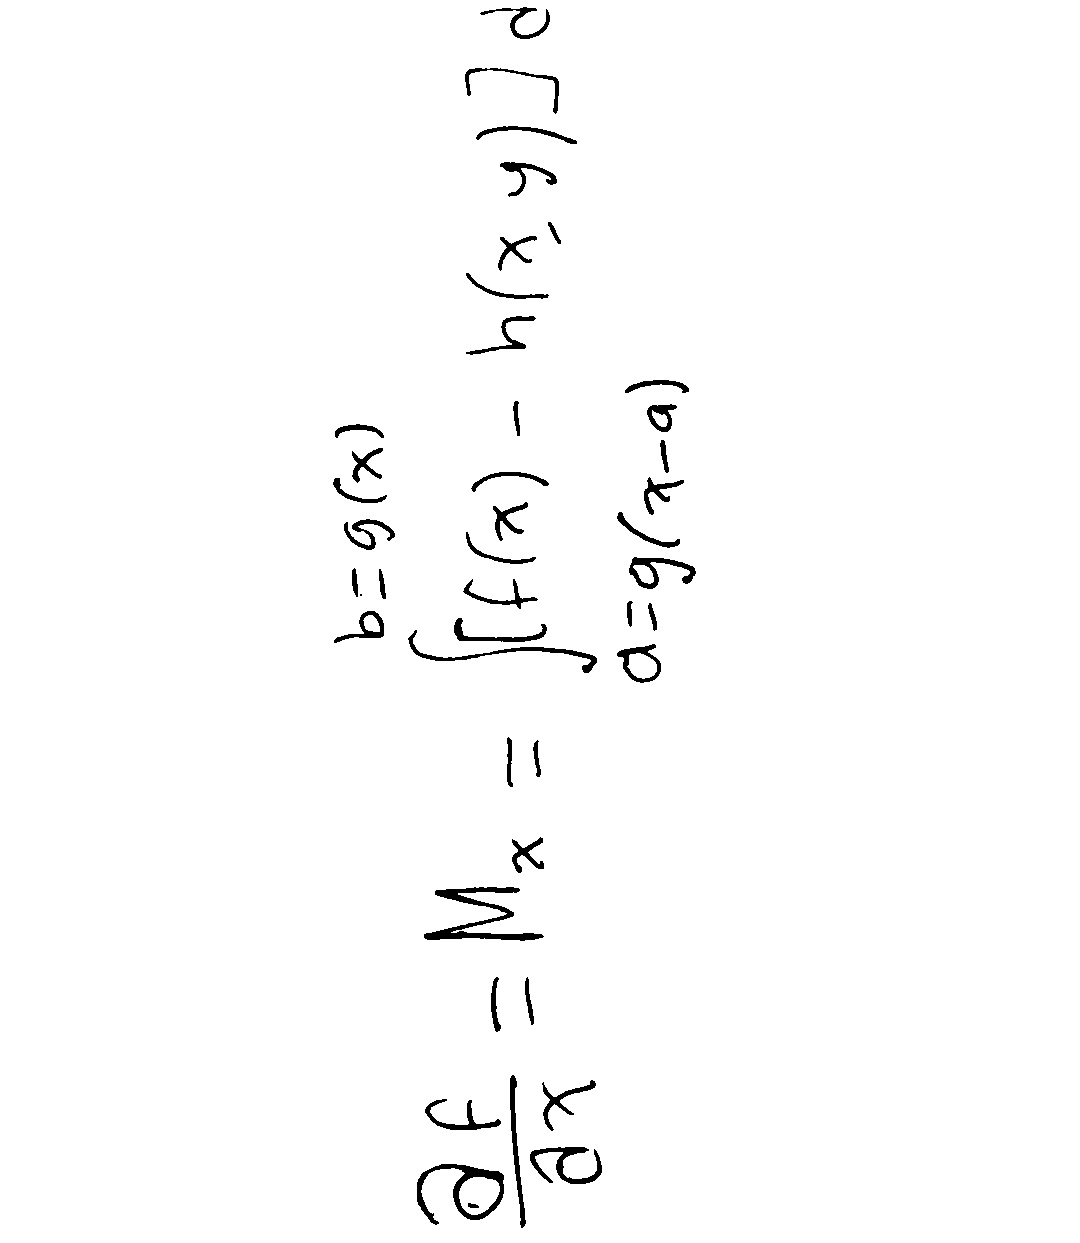 ∂f/∂x = M_x = ∫_{a=g(x-a)}^{b=g(x)} [f(x) - h(x, y)] d